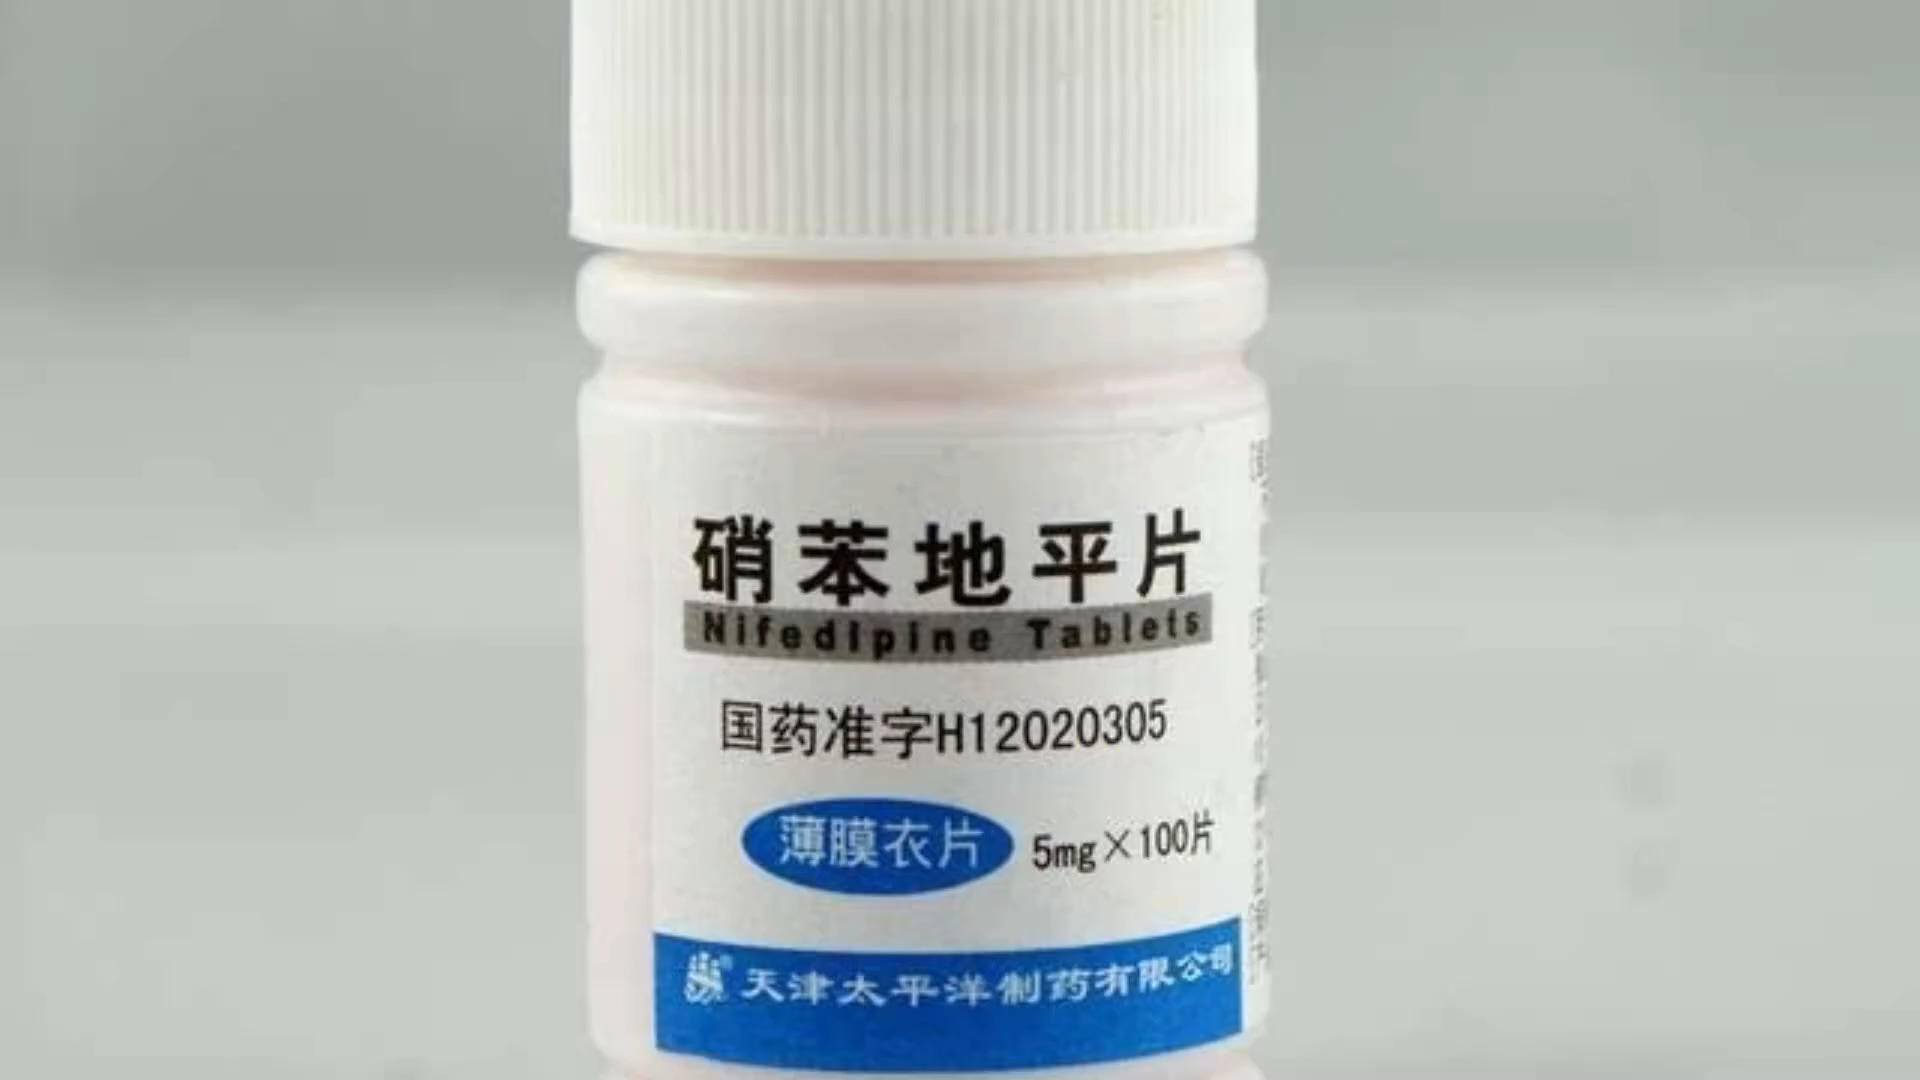 硝苯地平片
Nifedipine Tablets
国药准字H12020305
薄膜衣片 5mg×100片
天津太平洋制药有限公司